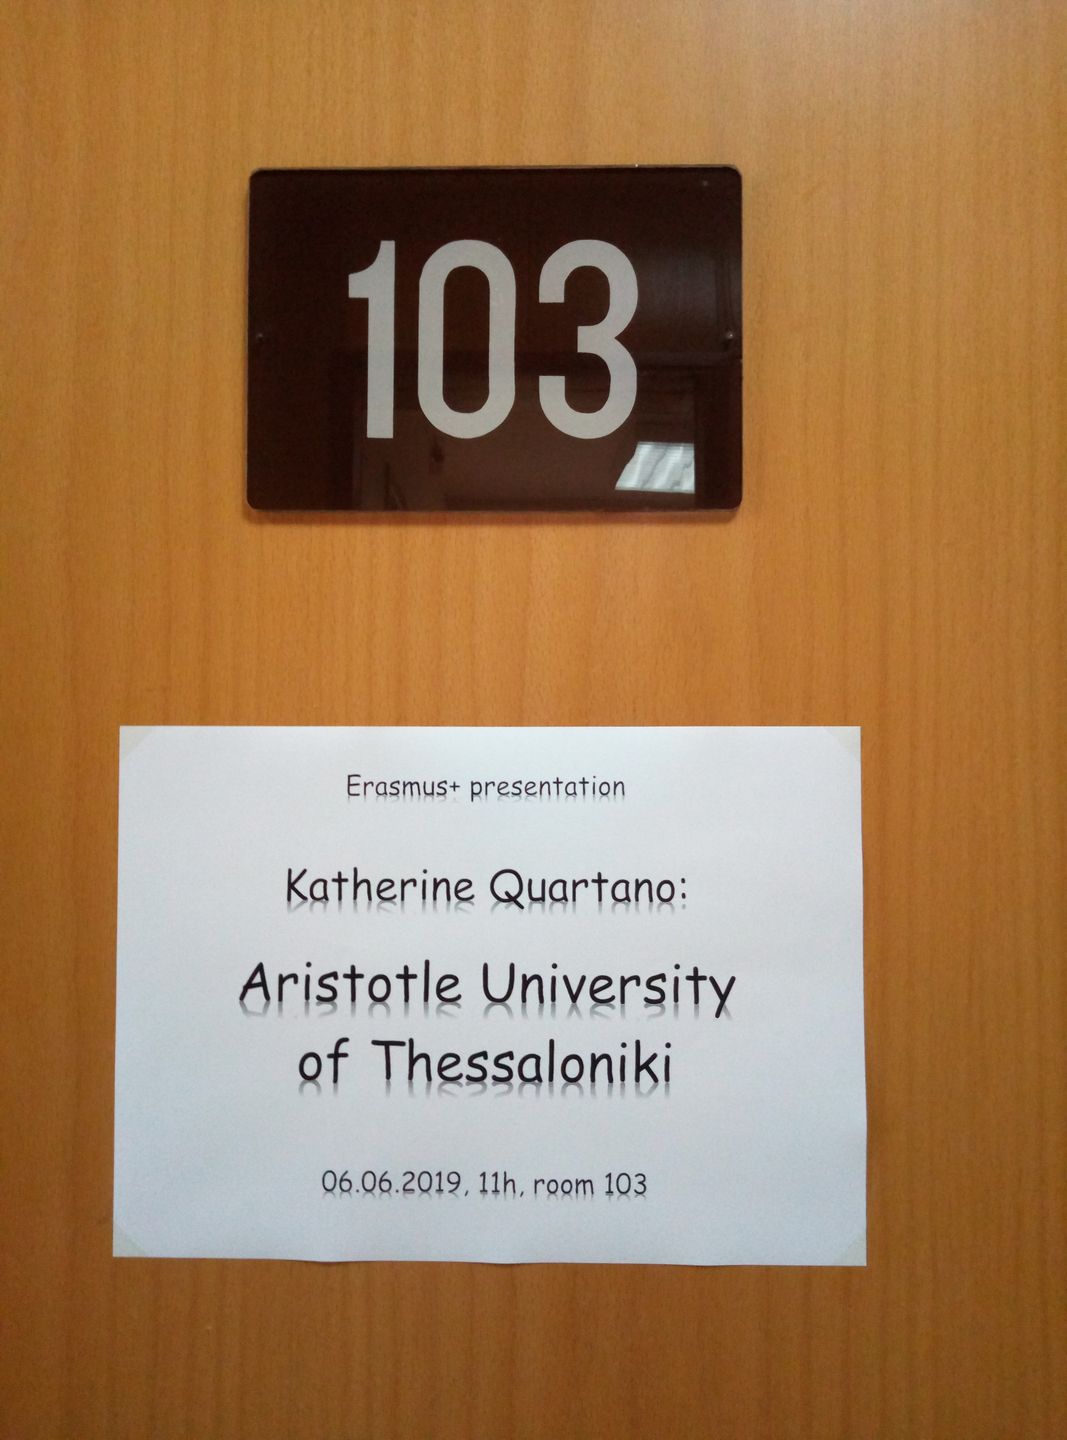 103
Erasmus+ presentation
Katherine Quartano:
Aristotle University
of Thessaloniki
06.06.2019, 11h, room 103